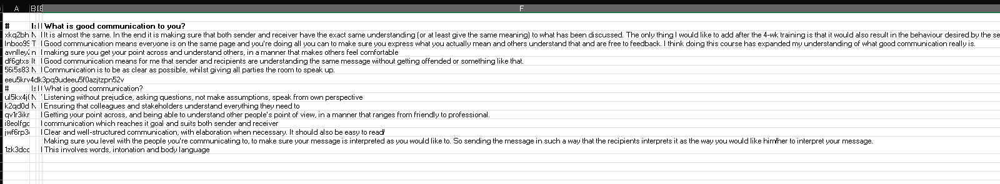 A B F
# What is good communication to you?
xkq2bh N It is almost the same. In the end it is making sure that both sender and receiver have the exact same understanding (or at least give the same meaning) to what has been discussed. The only thing I would like to add after the 4-wk training is that it would also result in the behaviour desired by the se
lnboo99 T Good communication means everyone is on the same page and you're doing all you can to make sure you express what you actually mean and others understand that and are free to feedback. I think doing this course has expanded my understanding of what good communication really is.
avnlley n making sure you get your point across and understand others, in a manner that makes others feel comfortable
df6gtxs It Good communication means for me that sender and recipients are understanding the same message without getting offended or something like that.
56i5s83 N Communication is to be as clear as possible, whilst giving all parties the room to speak up.
eeu5krv4dk3pq9udeeu5f0azjtzpn52v
# What is good communication?
ul5kx4j N Listening without prejudice, asking questions, not make assumptions, speak from own perspective
k2qd0d N Ensuring that colleagues and stakeholders understand everything they need to
qv1r3ikr Getting your point across, and being able to understand other people's point of view, in a manner that ranges from friendly to professional.
i8eolfgc communication which reaches it goal and suits both sender and receiver
jwf6rp3 Clear and well-structured communication, with elaboration when necessary. It should also be easy to read!
Making sure you level with the people you're communicating to, to make sure your message is interpreted as you would like to. So sending the message in such a way that the recipients interprets it as the way you would like him/her to interpret your message.
1zk3dcc This involves words, intonation and body language